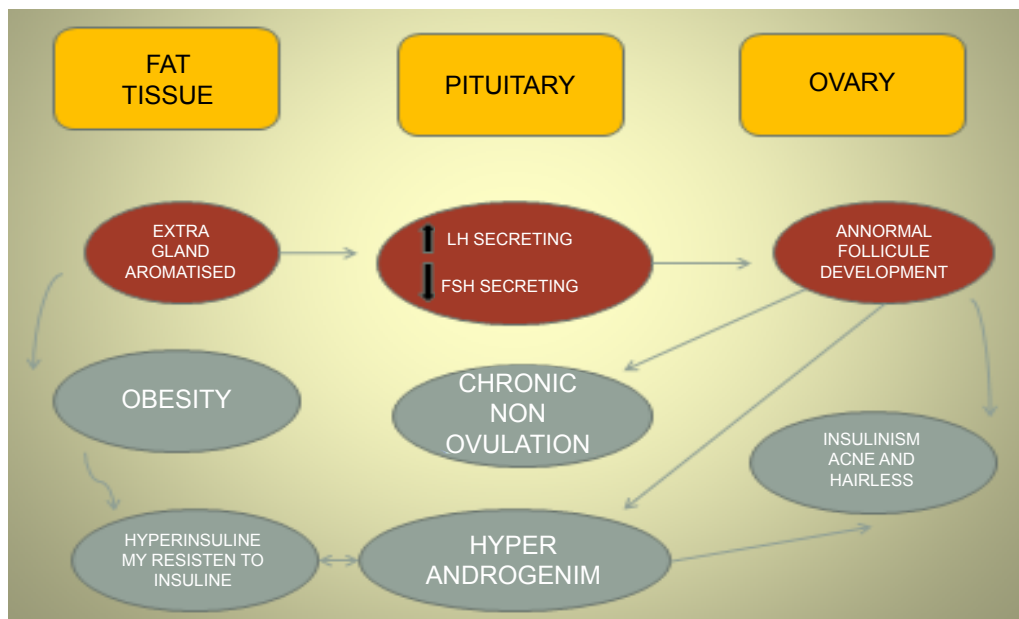 FAT
TISSUE
PITUITARY
OVARY
EXTRA
GLAND
AROMATISED
LH SECRETING
FSH SECRETING
ANNORMAL
FOLLICULE
DEVELOPMENT
OBESITY
CHRONIC
NON
OVULATION
INSULINISM
ACNE AND
HAIRLESS
HYPERINSULINE
MY RESISTEN TO
INSULINE
HYPER
ANDROGENIM